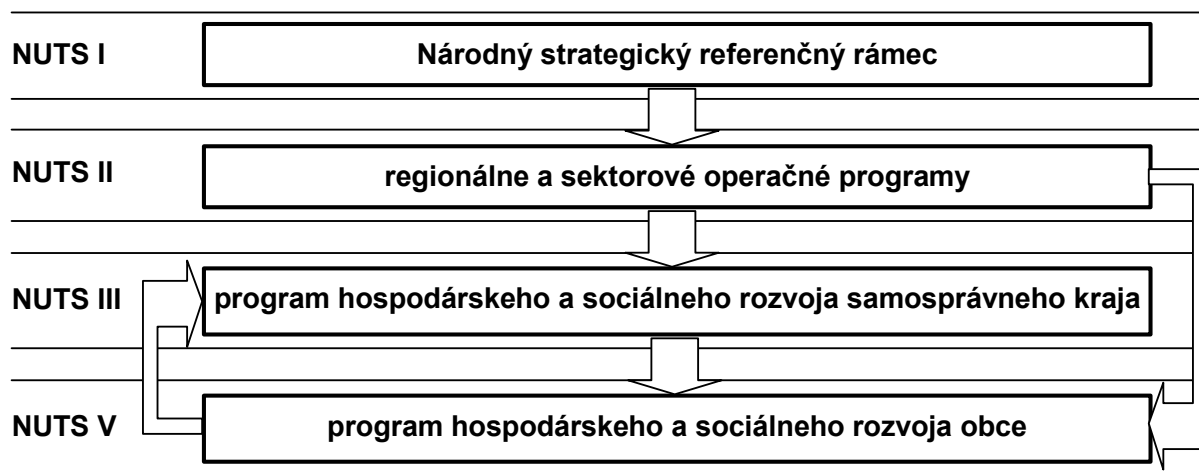 NUTS I
Národný strategický referenčný rámec
NUTS II
regionálne a sektorové operačné programy
NUTS III
program hospodárskeho a sociálneho rozvoja samosprávneho kraja
NUTS V
program hospodárskeho a sociálneho rozvoja obce